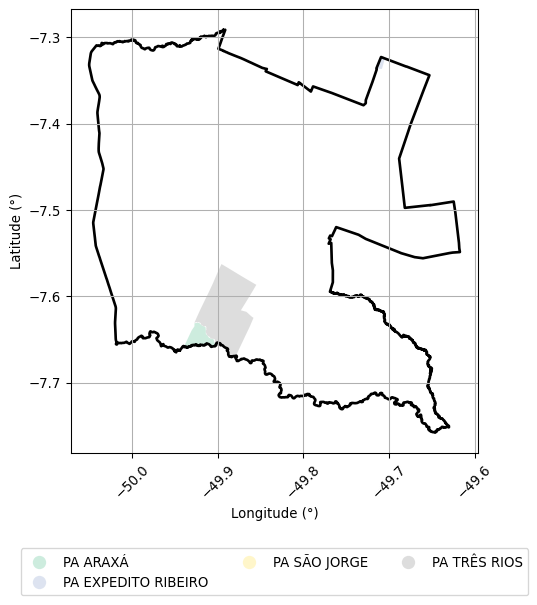 −7.3
−7.4
−7.5
−7.6
−7.7
Latitude (°)
−50.0
−49.9
−49.8
−49.7
−49.6
Longitude (°)
PA ARAXÁ
PA EXPEDITO RIBEIRO
PA SÃO JORGE
PA TRÊS RIOS